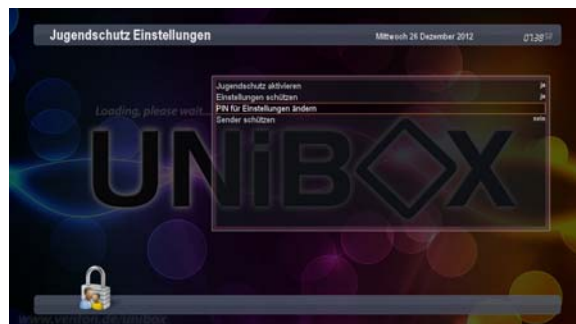 Jugendschutz Einstellungen
Mittwoch 26 Dezember 2012
07:38
Jugendschutz aktivieren ja
Einstellungen schützen ja
PIN für Einstellungen ändern
Sender schützen nein
Loading, please wait...
UNiBOX
www.venton.de/unibox